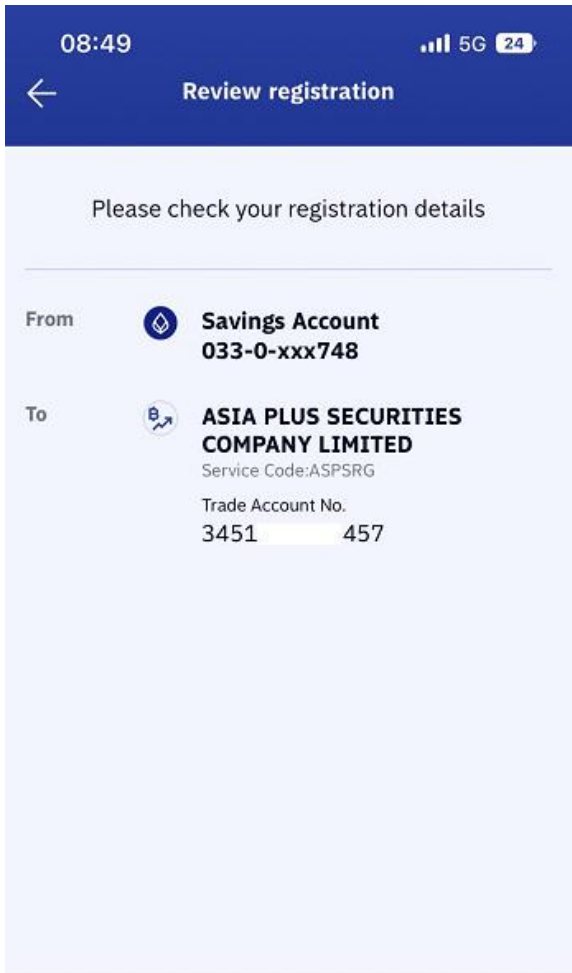 08:49 5G 24
Review registration
Please check your registration details
From Savings Account
033-0-xxx748
To ASIA PLUS SECURITIES
COMPANY LIMITED
Service Code:ASPSRG
Trade Account No.
3451 457